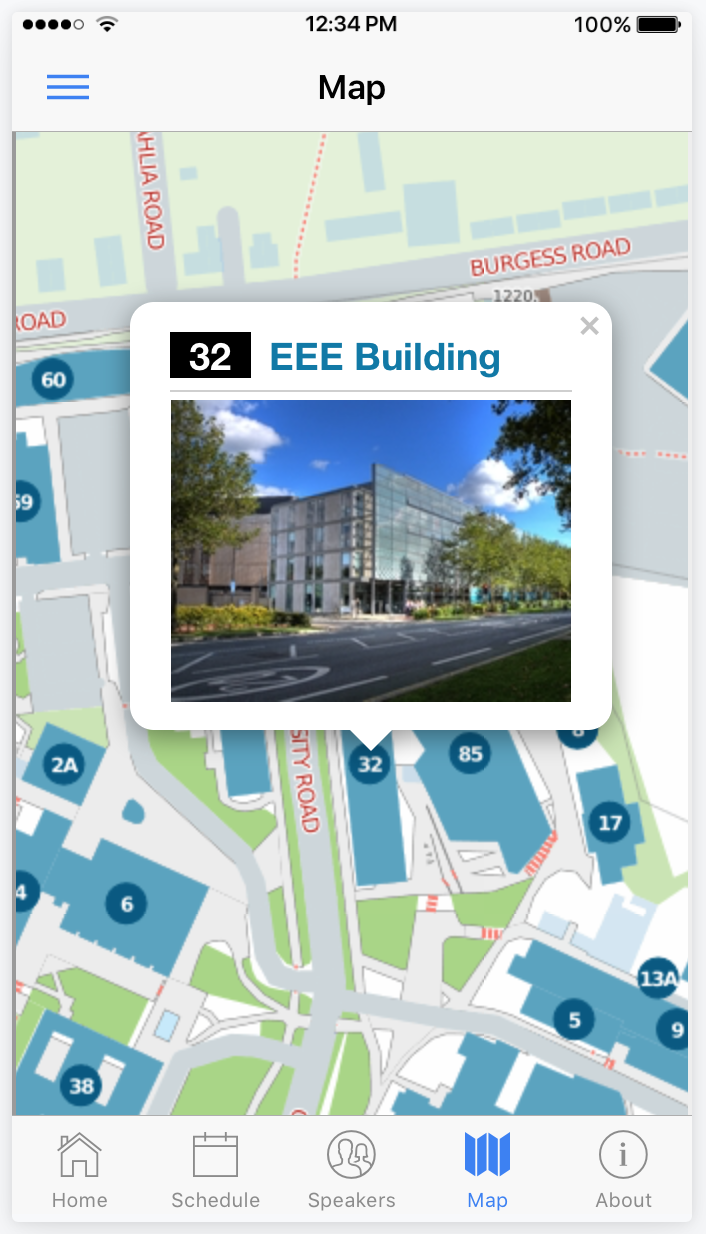 12:34 PM
100%
Map
HLIA ROAD
BURGESS ROAD
1220.
ROAD
60
32 EEE Building
×
59
SITY ROAD
2A
32
85
8
17
4
6
13A
5
9
38
Home
Schedule
Speakers
Map
About